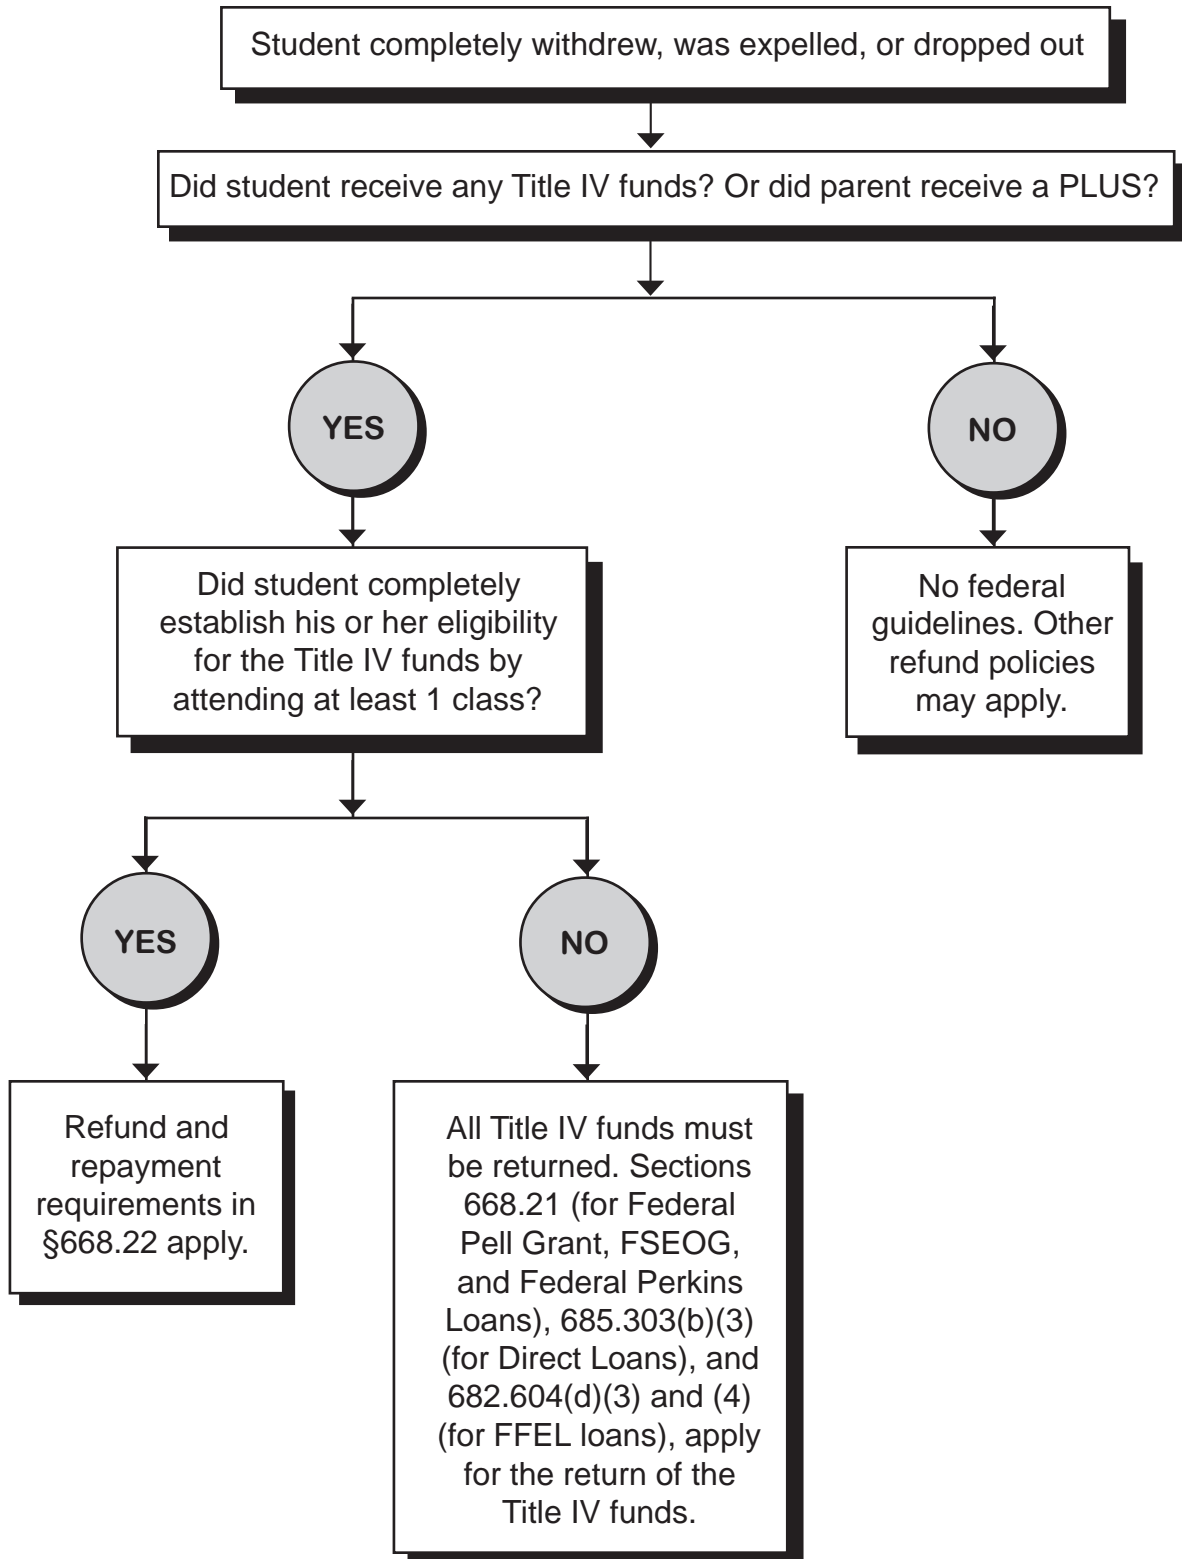 Student completely withdrew, was expelled, or dropped out
Did student receive any Title IV funds? Or did parent receive a PLUS?
YES
NO
Did student completely
establish his or her eligibility
for the Title IV funds by
attending at least 1 class?
No federal
guidelines. Other
refund policies
may apply.
YES
NO
Refund and
repayment
requirements in
§668.22 apply.
All Title IV funds must
be returned. Sections
668.21 (for Federal
Pell Grant, FSEOG,
and Federal Perkins
Loans), 685.303(b)(3)
(for Direct Loans), and
682.604(d)(3) and (4)
(for FFEL loans), apply
for the return of the
Title IV funds.